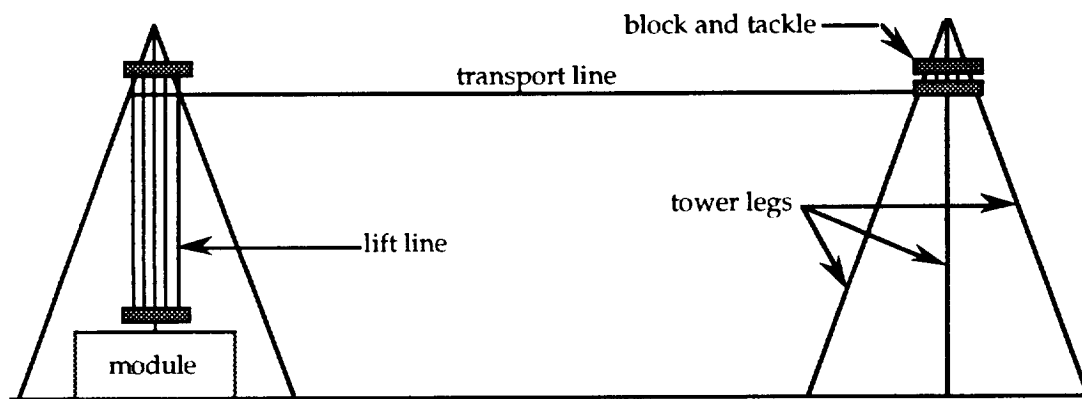 block and tackle
transport line
tower legs
lift line
module